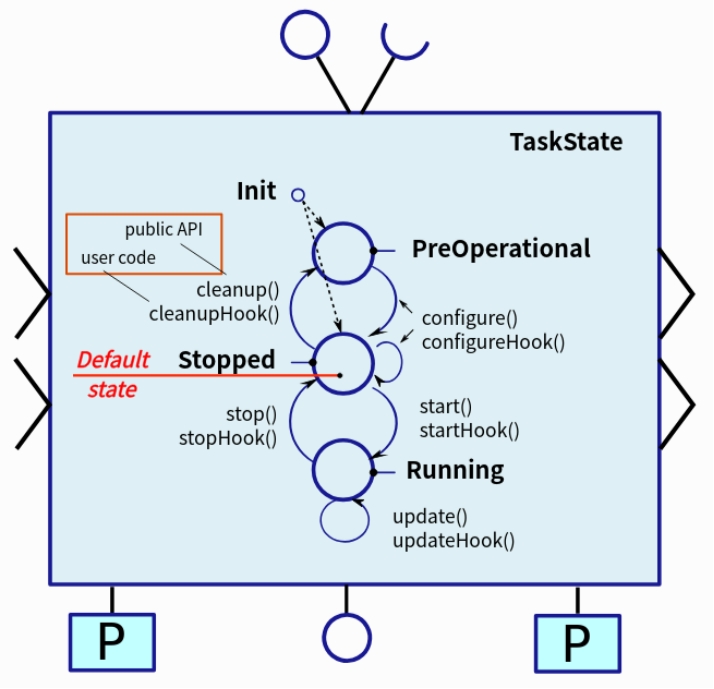 TaskState
Init
public API
user code
PreOperational
cleanup()
cleanupHook()
configure()
configureHook()
Default
state
Stopped
stop()
stopHook()
start()
startHook()
Running
update()
updateHook()
P
P